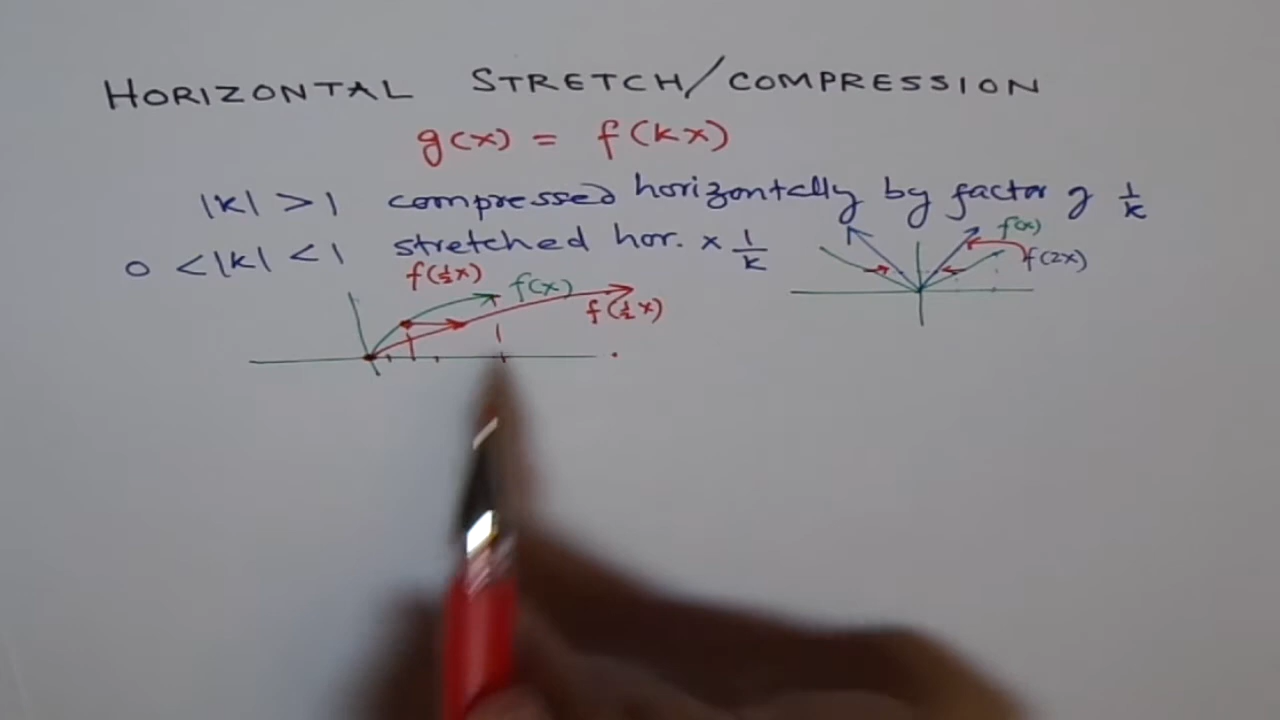 HORIZONTAL STRETCH/COMPRESSION
g(x) = f(kx)
|k| > 1 compressed horizontally by factor of 1/k
0 < |k| < 1 stretched hor. × 1/k
f(½x) f(x) f(½x)
f(x) f(2x)